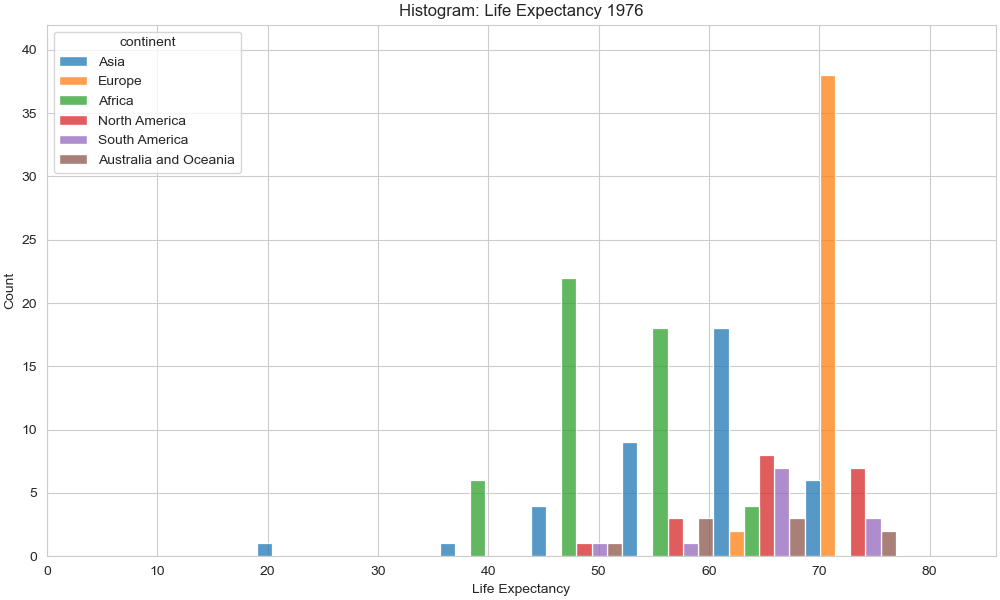 Histogram: Life Expectancy 1976
continent
Asia
Europe
Africa
North America
South America
Australia and Oceania
40
35
30
25
20
15
10
5
0
Count
0 10 20 30 40 50 60 70 80
Life Expectancy